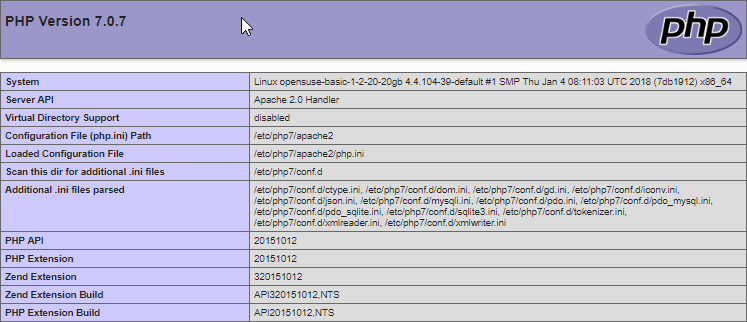 PHP Version 7.0.7
php
System Linux opensuse-basic-1-2-20-20gb 4.4.104-39-default #1 SMP Thu Jan 4 08:11:03 UTC 2018 (7db1912) x86_64
Server API Apache 2.0 Handler
Virtual Directory Support disabled
Configuration File (php.ini) Path /etc/php7/apache2
Loaded Configuration File /etc/php7/apache2/php.ini
Scan this dir for additional .ini files /etc/php7/conf.d
Additional .ini files parsed /etc/php7/conf.d/ctype.ini, /etc/php7/conf.d/dom.ini, /etc/php7/conf.d/gd.ini, /etc/php7/conf.d/iconv.ini,
/etc/php7/conf.d/json.ini, /etc/php7/conf.d/mysqli.ini, /etc/php7/conf.d/pdo.ini, /etc/php7/conf.d/pdo_mysql.ini,
/etc/php7/conf.d/pdo_sqlite.ini, /etc/php7/conf.d/sqlite3.ini, /etc/php7/conf.d/tokenizer.ini,
/etc/php7/conf.d/xmlreader.ini, /etc/php7/conf.d/xmlwriter.ini
PHP API 20151012
PHP Extension 20151012
Zend Extension 320151012
Zend Extension Build API320151012,NTS
PHP Extension Build API20151012,NTS